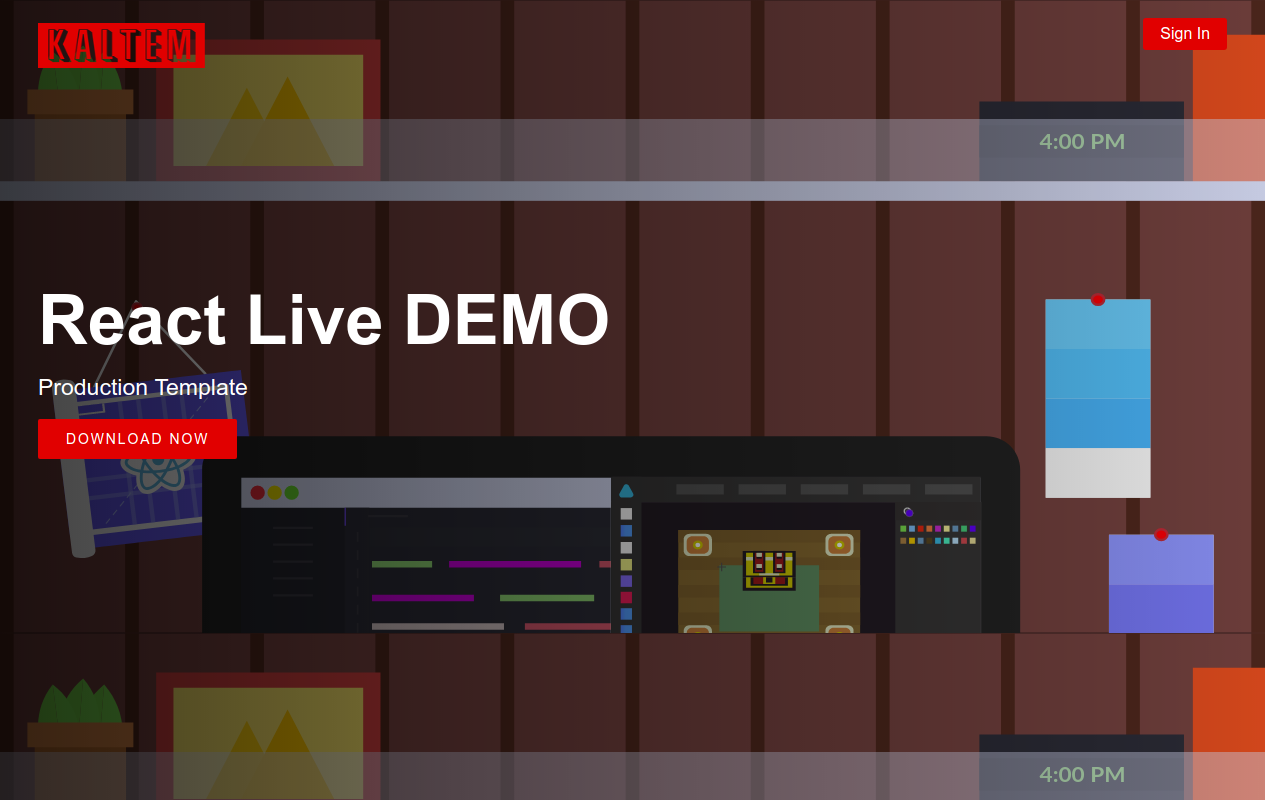 KALTEM
Sign In
4:00 PM
React Live DEMO
Production Template
DOWNLOAD NOW
4:00 PM